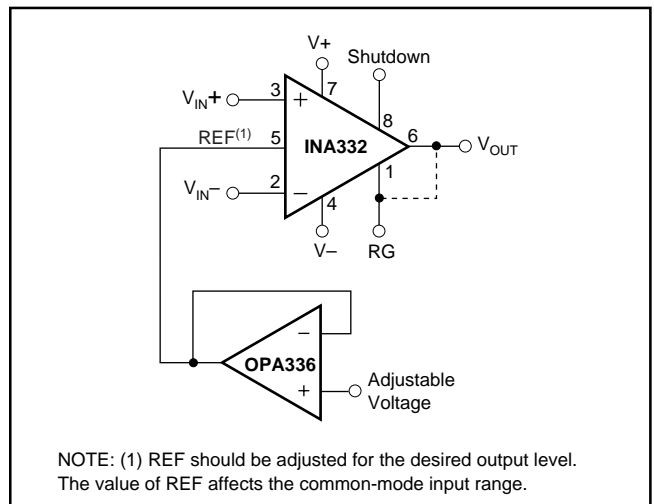 V+
Shutdown
VIN+ 3 + 7
8
REF(1) 5 INA332 6 VOUT
1
VIN– 2 – 4
V– RG
–
OPA336
+ Adjustable
Voltage
NOTE: (1) REF should be adjusted for the desired output level.
The value of REF affects the common-mode input range.